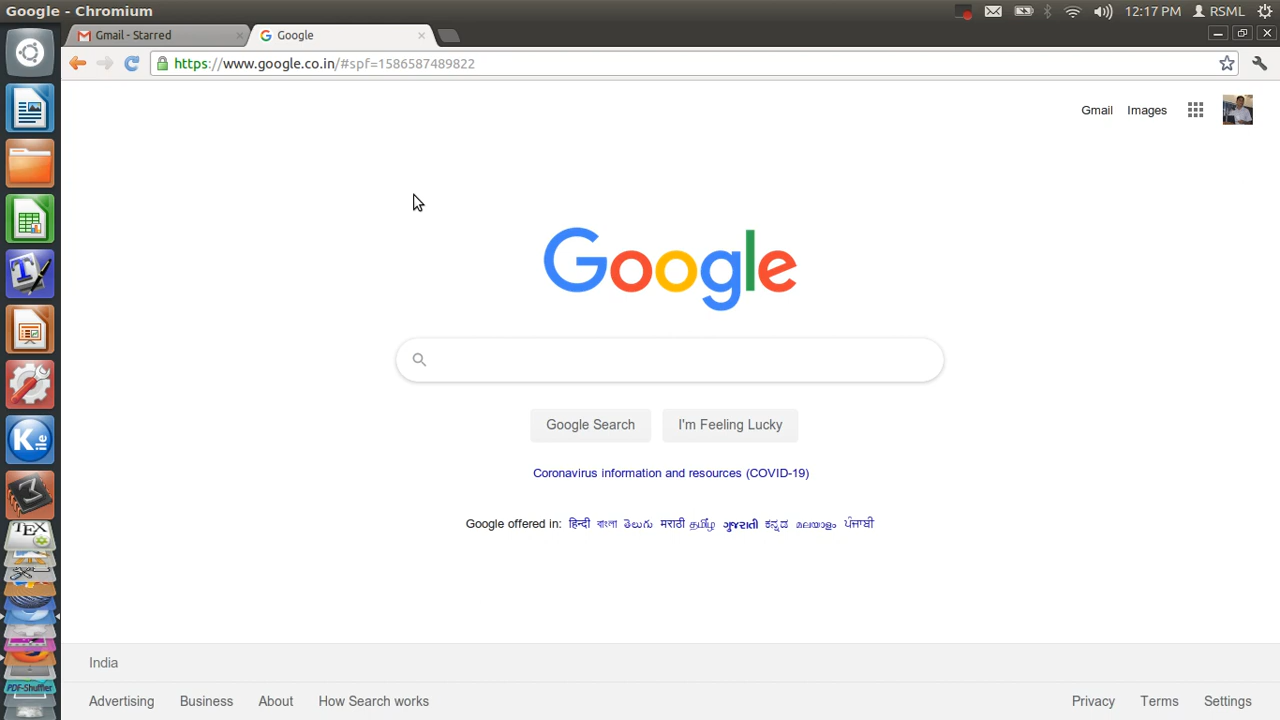 Google - Chromium
12:17 PM RSML
Gmail - Starred
Google
https://www.google.co.in/#spf=1586587489822
Gmail Images
Google
Google Search I'm Feeling Lucky
Coronavirus information and resources (COVID-19)
Google offered in: हिन्दी বাংলা తెలుగు मराठी தமிழ் ગુજરાતી ಕನ್ನಡ മലയാളം ਪੰਜਾਬੀ
T
K ile
TEX
PDF-Shuffler
India
Advertising Business About How Search works Privacy Terms Settings